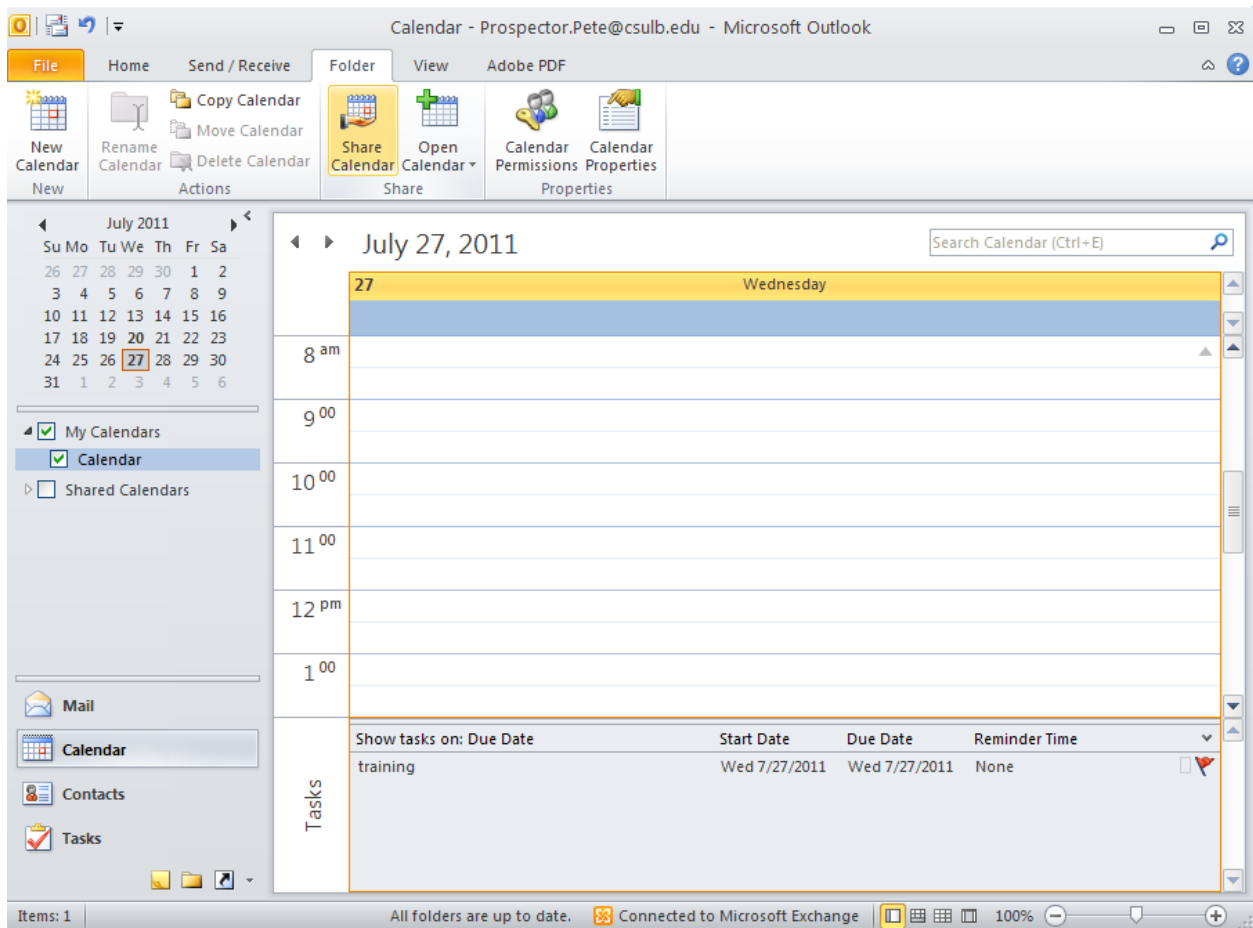 Calendar - Prospector.Pete@csulb.edu - Microsoft Outlook
File Home Send / Receive Folder View Adobe PDF
New Calendar
Rename Calendar
Copy Calendar
Move Calendar
Delete Calendar
Share Calendar
Open Calendar
Calendar Permissions
Calendar Properties
New Actions Share Properties
July 2011
Su Mo Tu We Th Fr Sa
26 27 28 29 30 1 2
3 4 5 6 7 8 9
10 11 12 13 14 15 16
17 18 19 20 21 22 23
24 25 26 27 28 29 30
31 1 2 3 4 5 6
My Calendars
Calendar
Shared Calendars
Mail
Calendar
Contacts
Tasks
July 27, 2011
Search Calendar (Ctrl+E)
27 Wednesday
8 am
9 00
10 00
11 00
12 pm
1 00
Tasks
Show tasks on: Due Date Start Date Due Date Reminder Time
training Wed 7/27/2011 Wed 7/27/2011 None
Items: 1 All folders are up to date. Connected to Microsoft Exchange 100%